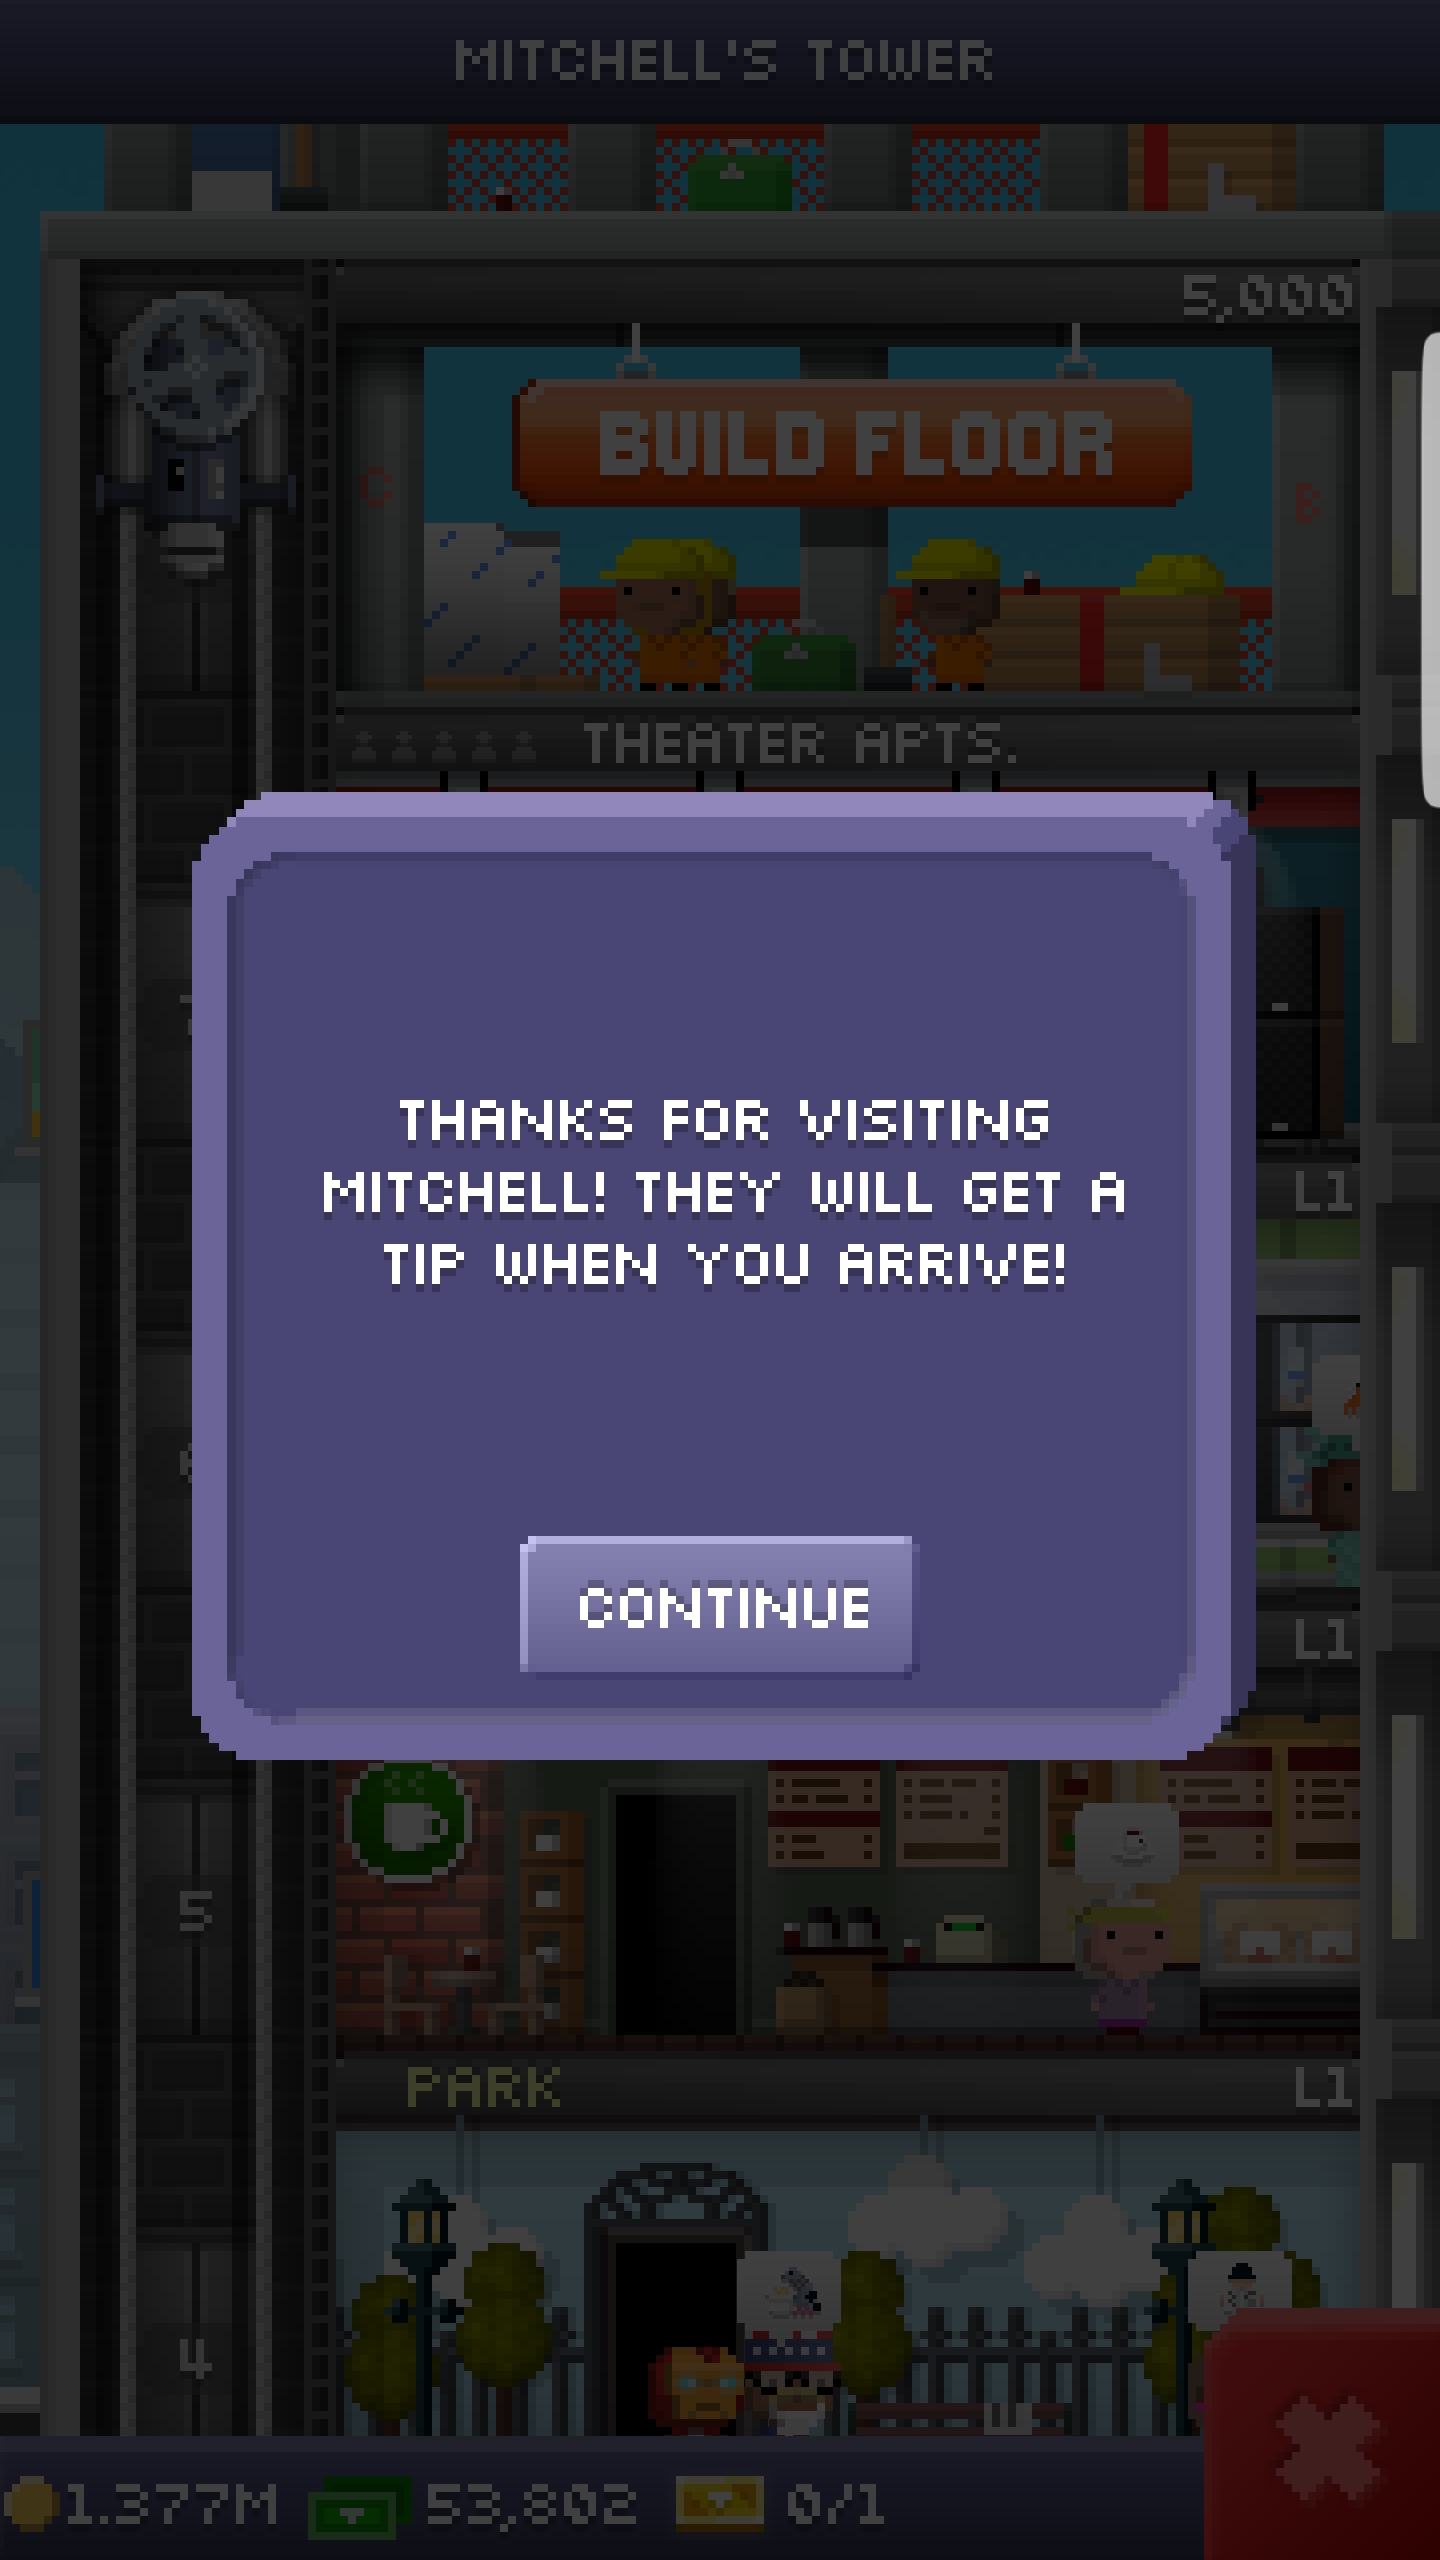 MITCHELL'S TOWER
5,000
BUILD FLOOR
C
B
THEATER APTS.
THANKS FOR VISITING
MITCHELL! THEY WILL GET A
TIP WHEN YOU ARRIVE!
L1
CONTINUE
L1
5
PARK
L1
4
1.377M
53,802
0/1